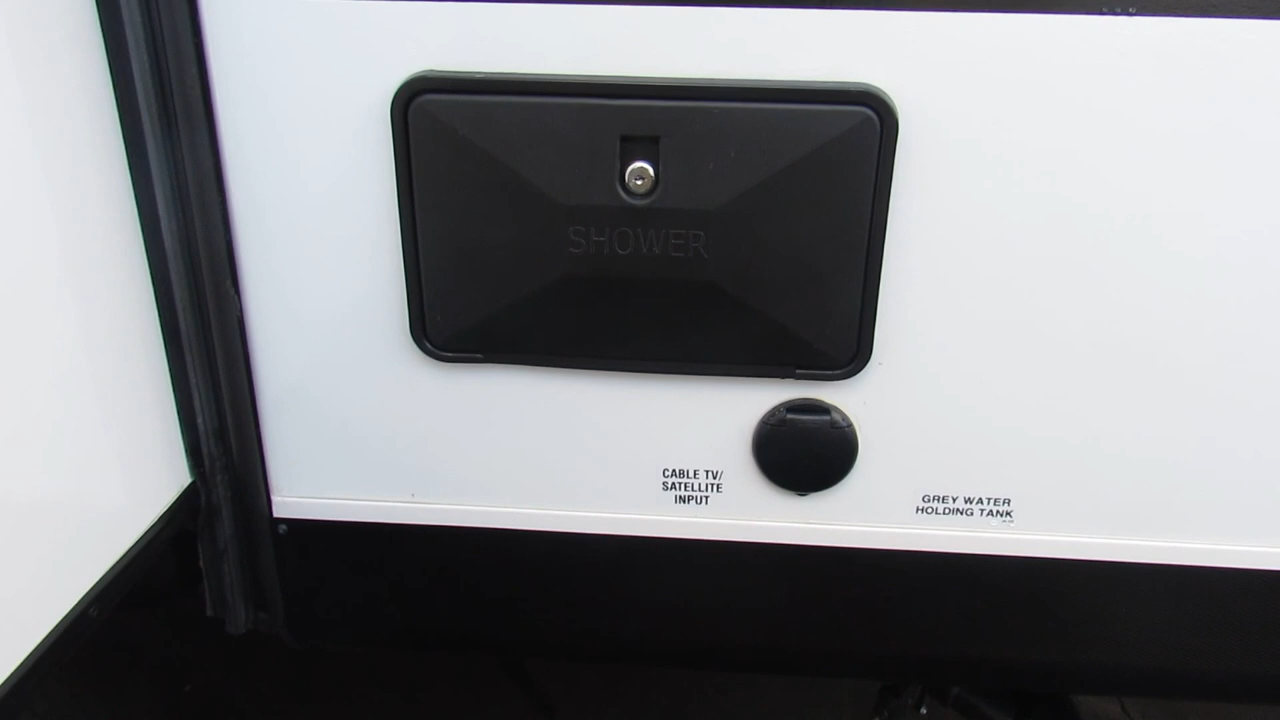 SHOWER
CABLE TV/
SATELLITE
INPUT
GREY WATER
HOLDING TANK